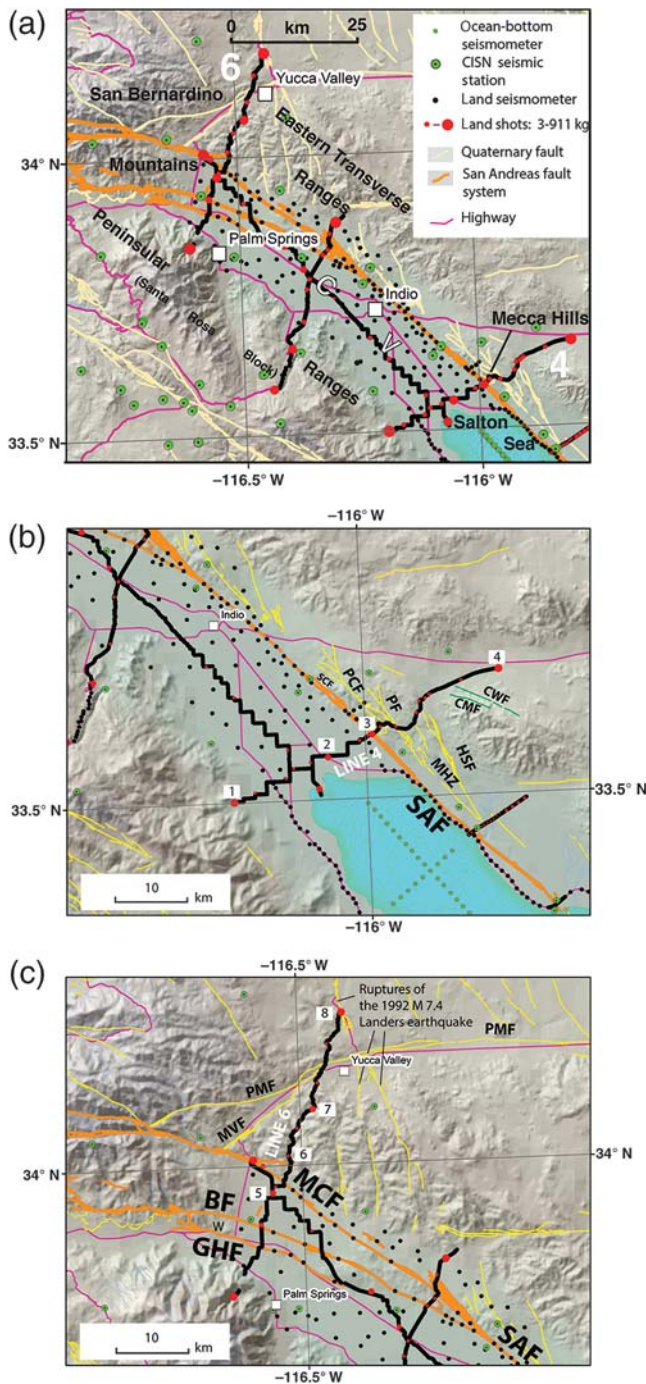 (a)
0 km 25
6
Yucca Valley
San Bernardino
Mountains
Eastern Transverse
Ranges
34° N
Peninsular
(Santa Rosa Block)
Ranges
Palm Springs
C
V
Indio
Mecca Hills
4
Salton
Sea
33.5° N
−116.5° W
−116° W
Ocean-bottom
seismometer
CISN seismic
station
Land seismometer
Land shots: 3-911 kg
Quaternary fault
San Andreas fault
system
Highway
(b)
−116° W
Indio
4
SCF
PCF
PF
CWF
CMF
3
2
LINE 4
HSF
MHZ
1
SAF
33.5° N
33.5° N
10
km
−116° W
(c)
−116.5° W
Ruptures of
the 1992 M 7.4
Landers earthquake
8
PMF
Yucca Valley
PMF
7
MVF
LINE 6
6
34° N
34° N
5
MCF
BF
W
GHF
Palm Springs
SAF
10
km
−116.5° W